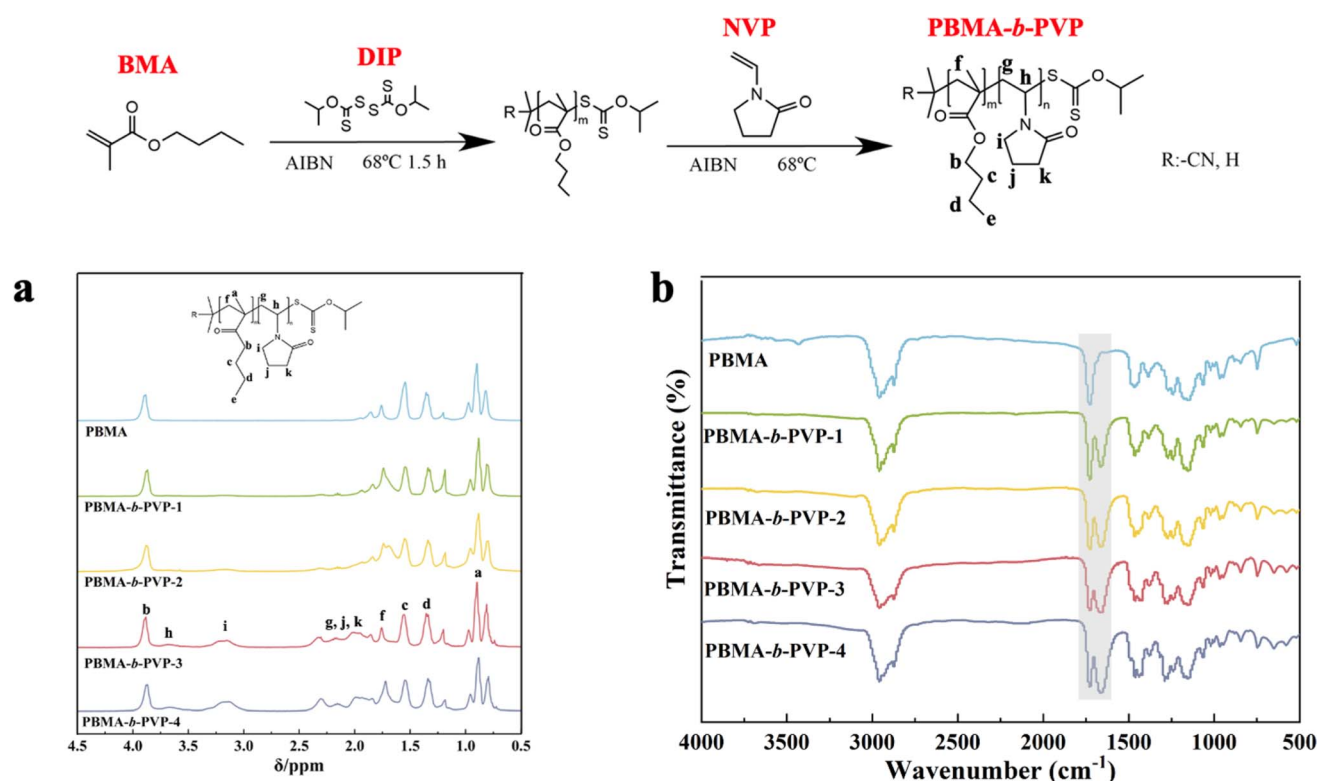 BMA
DIP
NVP
PBMA-b-PVP
O
O
O
S
S
S
S
O
AIBN
68ºC 1.5 h
R
m
S
O
S
O
O
N
O
AIBN
68ºC
f
g
h
R
m
n
S
O
S
O
O
N
O
i
j
k
b
c
d
e
R:-CN, H
a
f a g
h
R
m
n
S
O
S
O
N
O
b
c
d
e
i
j
k
PBMA
PBMA-b-PVP-1
PBMA-b-PVP-2
b
h
i
g, j, k
f
c
d
a
PBMA-b-PVP-3
PBMA-b-PVP-4
4.5 4.0 3.5 3.0 2.5 2.0 1.5 1.0 0.5
δ/ppm
b
Transmittance (%)
PBMA
PBMA-b-PVP-1
PBMA-b-PVP-2
PBMA-b-PVP-3
PBMA-b-PVP-4
4000 3500 3000 2500 2000 1500 1000 500
Wavenumber (cm⁻¹)